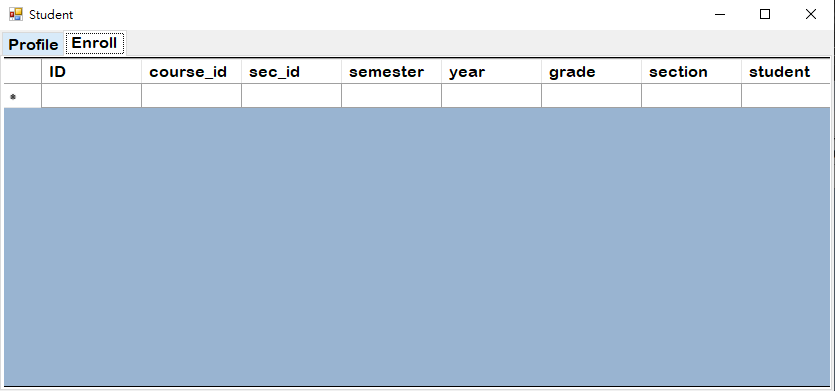 Student
Profile Enroll
ID course_id sec_id semester year grade section student
*